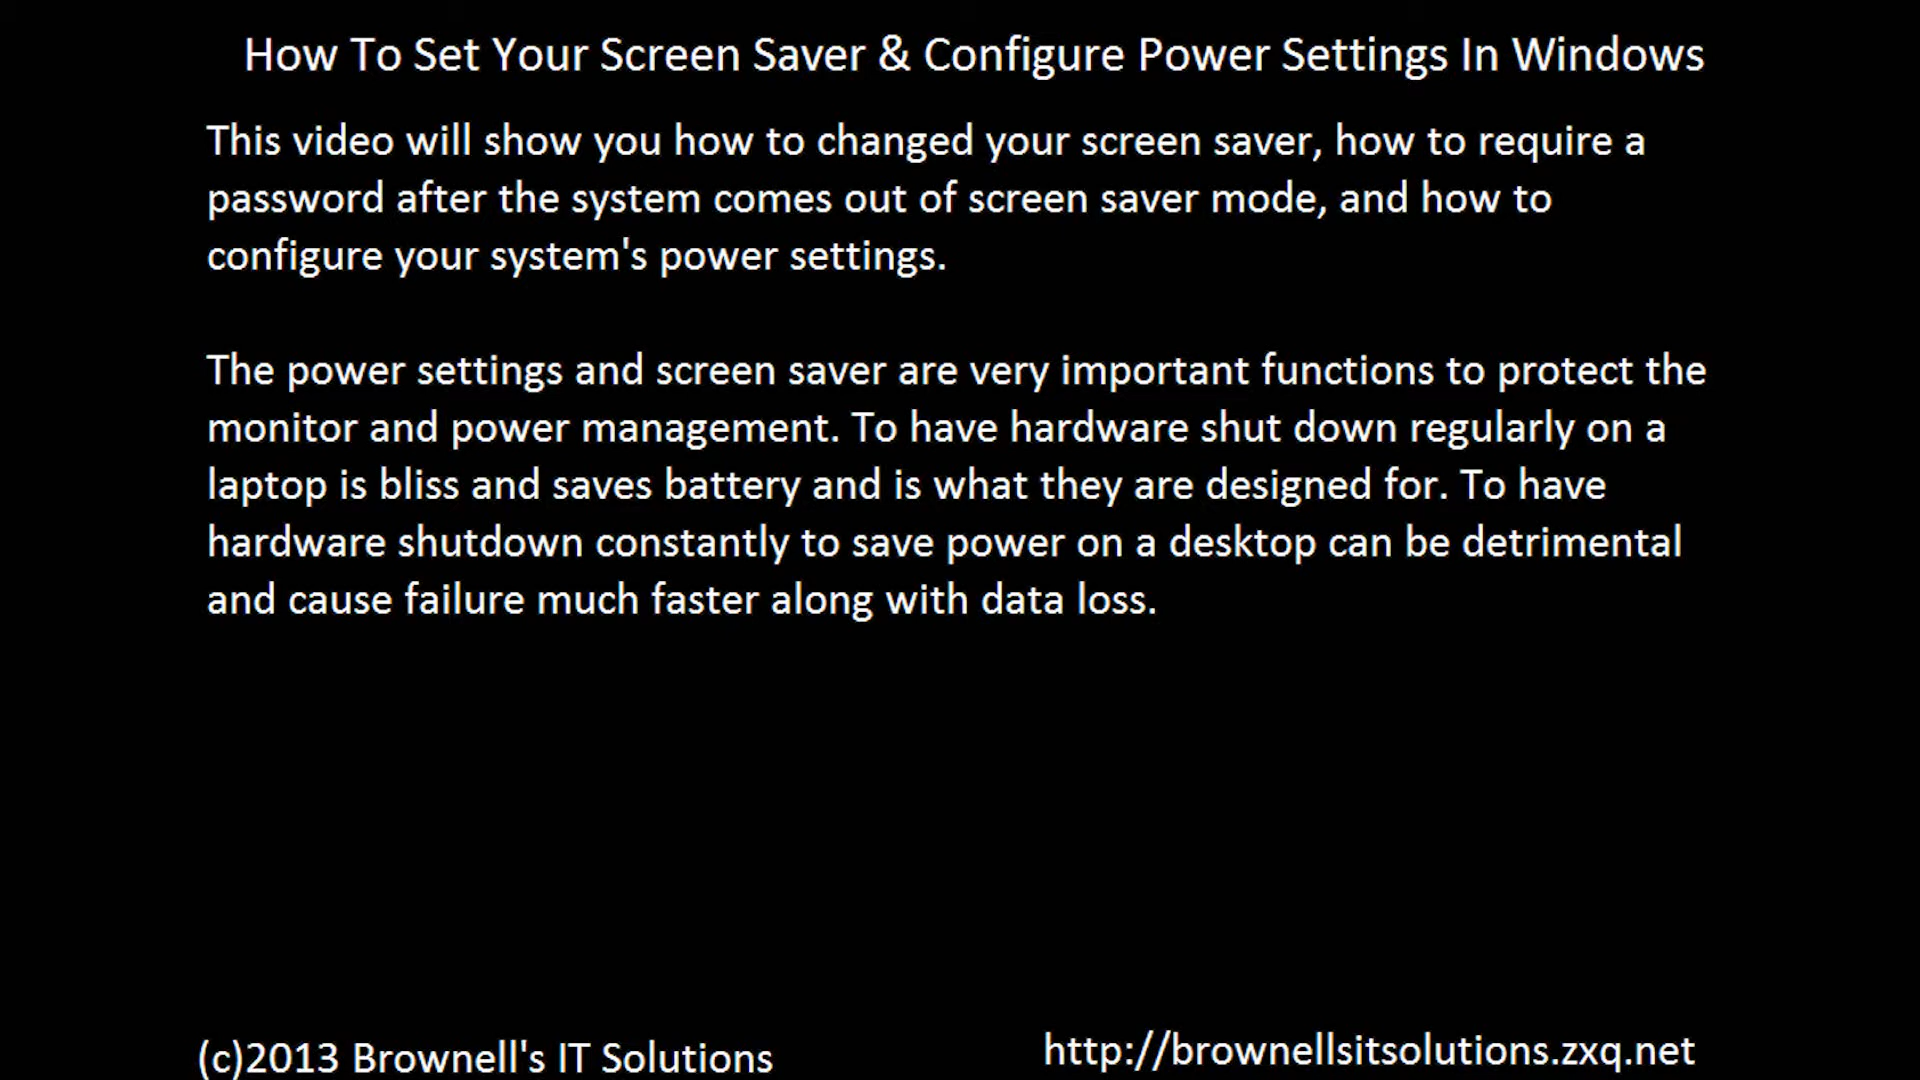 How To Set Your Screen Saver & Configure Power Settings In Windows
This video will show you how to changed your screen saver, how to require a
password after the system comes out of screen saver mode, and how to
configure your system's power settings.
The power settings and screen saver are very important functions to protect the
monitor and power management. To have hardware shut down regularly on a
laptop is bliss and saves battery and is what they are designed for. To have
hardware shutdown constantly to save power on a desktop can be detrimental
and cause failure much faster along with data loss.
(c)2013 Brownell's IT Solutions
http://brownellsitsolutions.zxq.net